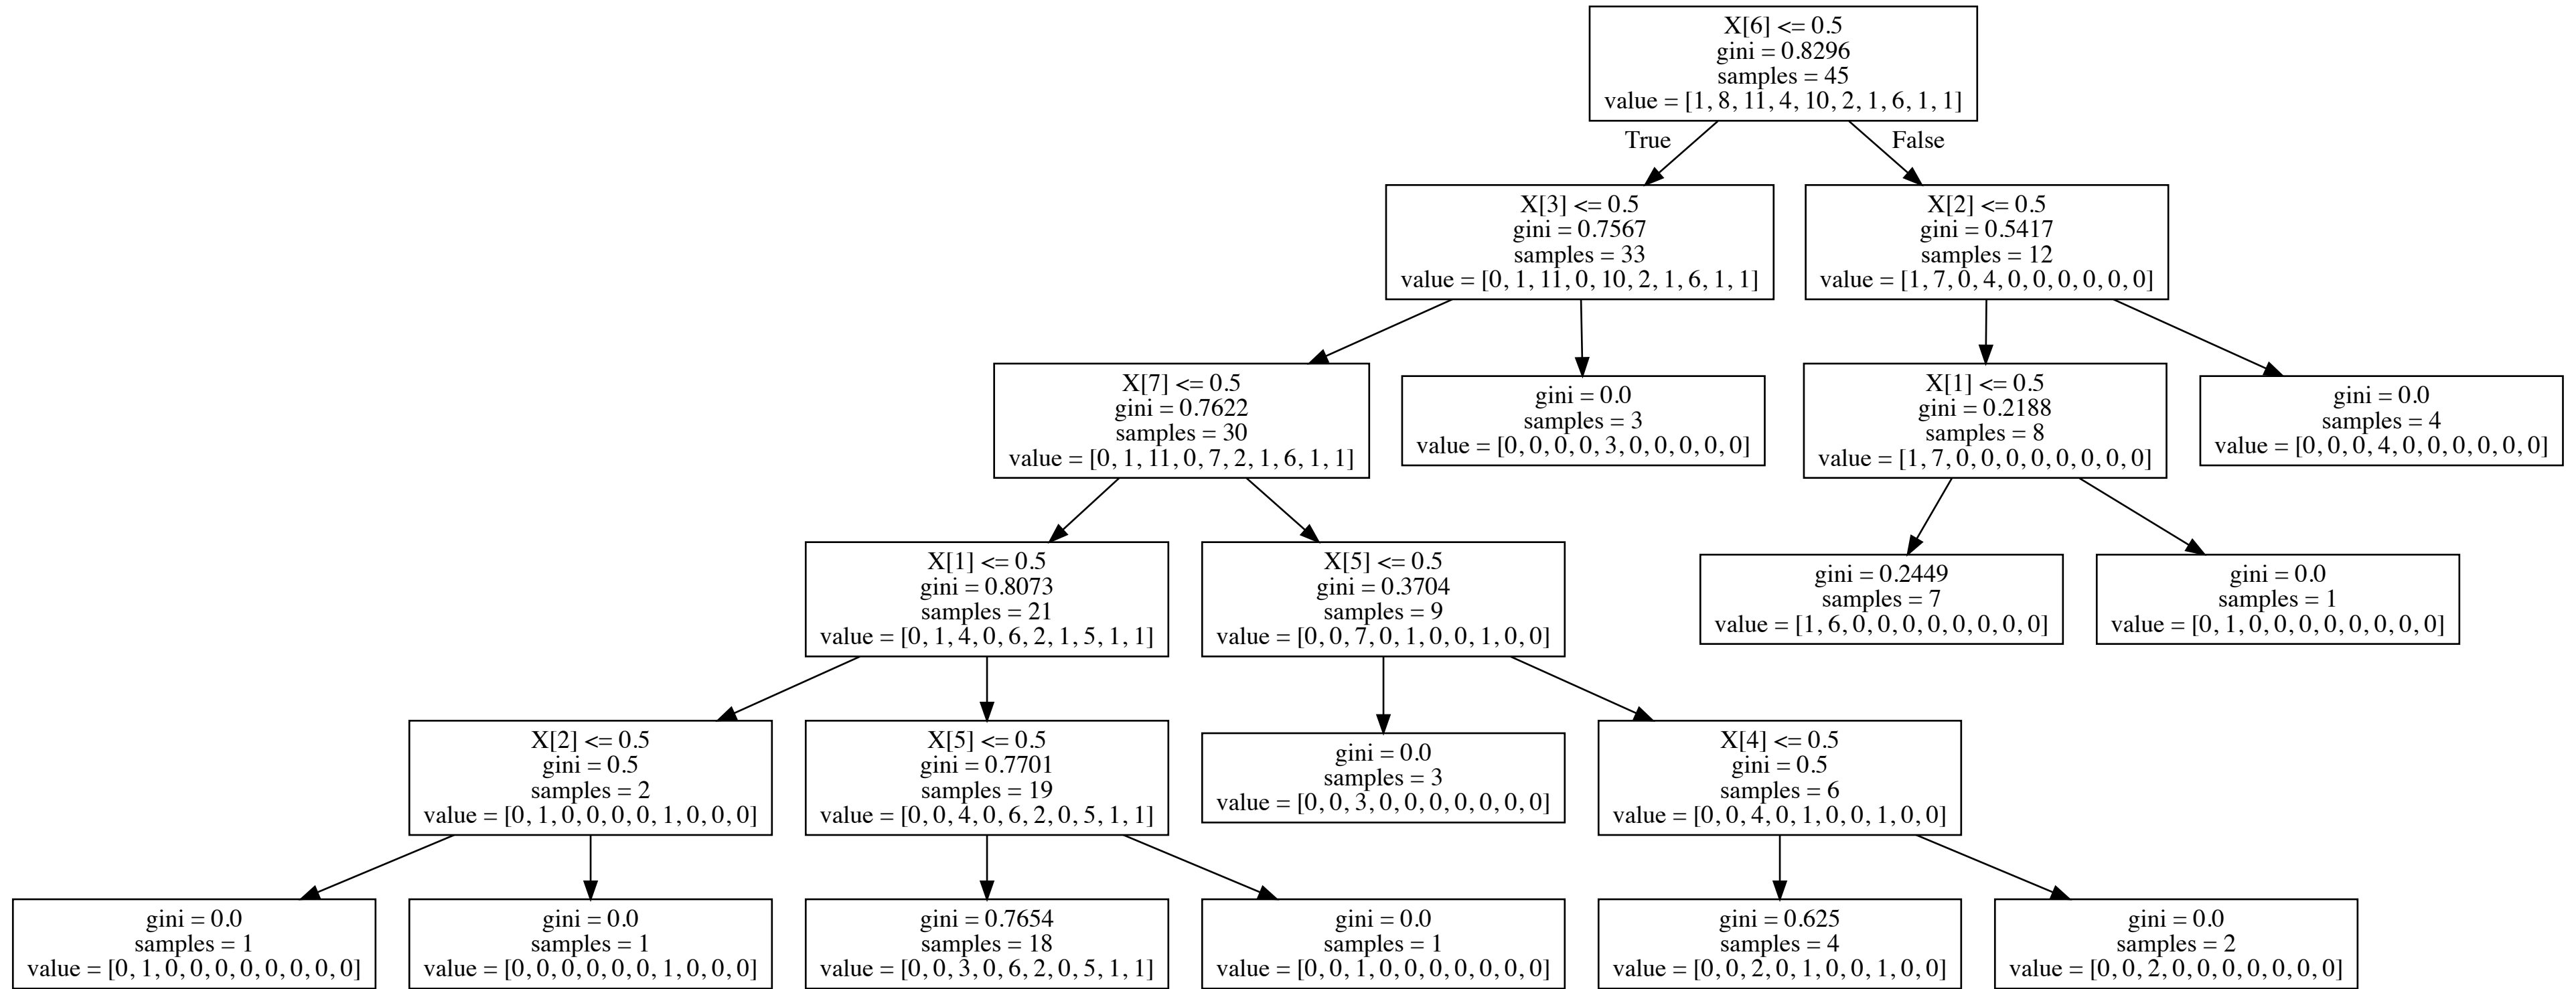 X[6] <= 0.5
gini = 0.8296
samples = 45
value = [1, 8, 11, 4, 10, 2, 1, 6, 1, 1]
True
False
X[3] <= 0.5
gini = 0.7567
samples = 33
value = [0, 1, 11, 0, 10, 2, 1, 6, 1, 1]
X[2] <= 0.5
gini = 0.5417
samples = 12
value = [1, 7, 0, 4, 0, 0, 0, 0, 0, 0]
X[7] <= 0.5
gini = 0.7622
samples = 30
value = [0, 1, 11, 0, 7, 2, 1, 6, 1, 1]
gini = 0.0
samples = 3
value = [0, 0, 0, 0, 3, 0, 0, 0, 0, 0]
X[1] <= 0.5
gini = 0.2188
samples = 8
value = [1, 7, 0, 0, 0, 0, 0, 0, 0, 0]
gini = 0.0
samples = 4
value = [0, 0, 0, 4, 0, 0, 0, 0, 0, 0]
X[1] <= 0.5
gini = 0.8073
samples = 21
value = [0, 1, 4, 0, 6, 2, 1, 5, 1, 1]
X[5] <= 0.5
gini = 0.3704
samples = 9
value = [0, 0, 7, 0, 1, 0, 0, 1, 0, 0]
gini = 0.2449
samples = 7
value = [1, 6, 0, 0, 0, 0, 0, 0, 0, 0]
gini = 0.0
samples = 1
value = [0, 1, 0, 0, 0, 0, 0, 0, 0, 0]
X[2] <= 0.5
gini = 0.5
samples = 2
value = [0, 1, 0, 0, 0, 0, 1, 0, 0, 0]
X[5] <= 0.5
gini = 0.7701
samples = 19
value = [0, 0, 4, 0, 6, 2, 0, 5, 1, 1]
gini = 0.0
samples = 3
value = [0, 0, 3, 0, 0, 0, 0, 0, 0, 0]
X[4] <= 0.5
gini = 0.5
samples = 6
value = [0, 0, 4, 0, 1, 0, 0, 1, 0, 0]
gini = 0.0
samples = 1
value = [0, 1, 0, 0, 0, 0, 0, 0, 0, 0]
gini = 0.0
samples = 1
value = [0, 0, 0, 0, 0, 0, 1, 0, 0, 0]
gini = 0.7654
samples = 18
value = [0, 0, 3, 0, 6, 2, 0, 5, 1, 1]
gini = 0.0
samples = 1
value = [0, 0, 1, 0, 0, 0, 0, 0, 0, 0]
gini = 0.625
samples = 4
value = [0, 0, 2, 0, 1, 0, 0, 1, 0, 0]
gini = 0.0
samples = 2
value = [0, 0, 2, 0, 0, 0, 0, 0, 0, 0]